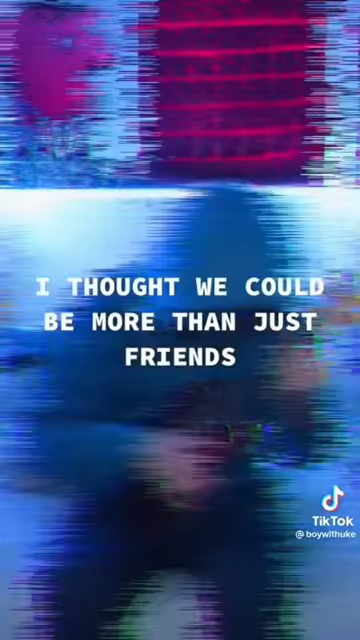 I THOUGHT WE COULD
BE MORE THAN JUST
FRIENDS
TikTok
@ boywithuke